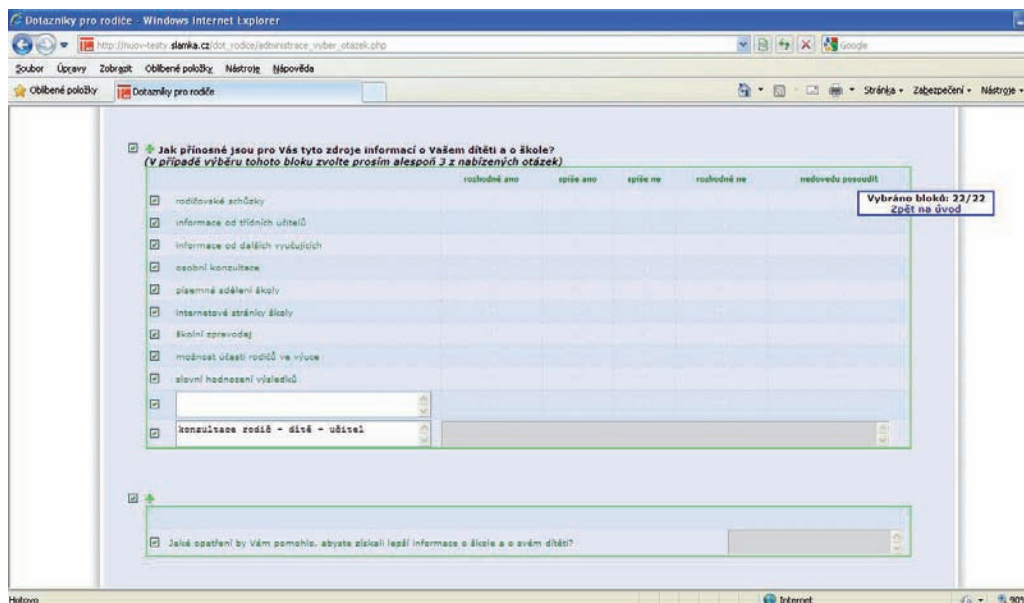 Dotazníky pro rodiče - Windows Internet Explorer
http://nuov-testy.slamka.cz/dot_rodice/administrace_vyber_otazek.php
Google
Soubor Úpravy Zobrazit Oblíbené položky Nástroje Nápověda
Oblíbené položky Dotazníky pro rodiče Stránka Zabezpečení Nástroje
Jak přínosné jsou pro Vás tyto zdroje informací o Vašem dítěti a o škole?
(V případě výběru tohoto bloku zvolte prosím alespoň 3 z nabízených otázek)
rozhodně ano spíše ano spíše ne rozhodně ne nedovedu posoudit
Vybráno bloků: 22/22
Zpět na úvod
rodičovské schůzky
informace od třídních učitelů
informace od dalších vyučujících
osobní konzultace
písemná sdělení školy
internetové stránky školy
školní zpravodaj
možnost účasti rodičů ve výuce
slovní hodnocení výsledků
konzultace rodič - dítě - učitel
Jaké opatření by Vám pomohlo, abyste získali lepší informace o škole a o svém dítěti?
Hotovo Internet 90%